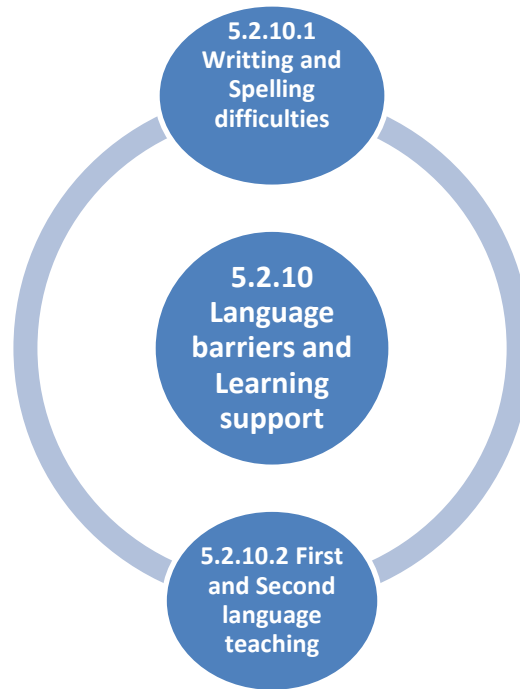 5.2.10.1
Writting and
Spelling
difficulties
5.2.10
Language
barriers and
Learning
support
5.2.10.2 First
and Second
language
teaching